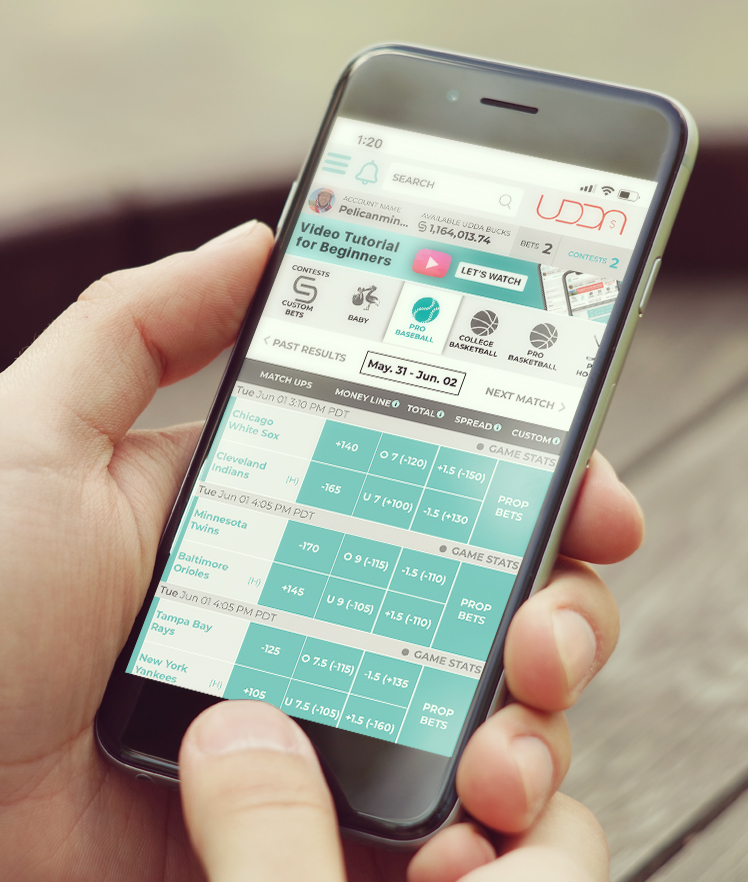 1:20
SEARCH
UDDA
$
ACCOUNT NAME
Pelicanmin...
AVAILABLE UDDA BUCKS
1,164,013.74
BETS 2
CONTESTS 2
Video Tutorial
for Beginners
LET'S WATCH
CONTESTS
CUSTOM
BETS
BABY
PRO
BASEBALL
COLLEGE
BASKETBALL
PRO
BASKETBALL
< PAST RESULTS
May. 31 - Jun. 02
NEXT MATCH >
MATCH UPS MONEY LINE TOTAL SPREAD CUSTOM
Tue Jun 01 3:10 PM PDT GAME STATS
Chicago
White Sox
+140 O 7 (-120) +1.5 (-150)
Cleveland
Indians (H)
-165 U 7 (+100) -1.5 (+130
PROP
BETS
Tue Jun 01 4:05 PM PDT GAME STATS
Minnesota
Twins
-170 O 9 (-115) -1.5 (-110)
Baltimore
Orioles (H)
+145 U 9 (-105) +1.5 (-110)
PROP
BETS
Tue Jun 01 4:05 PM PDT GAME STATS
Tampa Bay
Rays
-125 O 7.5 (-115) -1.5 (+135
New York
Yankees (H)
+105 U 7.5 (-105) +1.5 (-160)
PROP
BETS